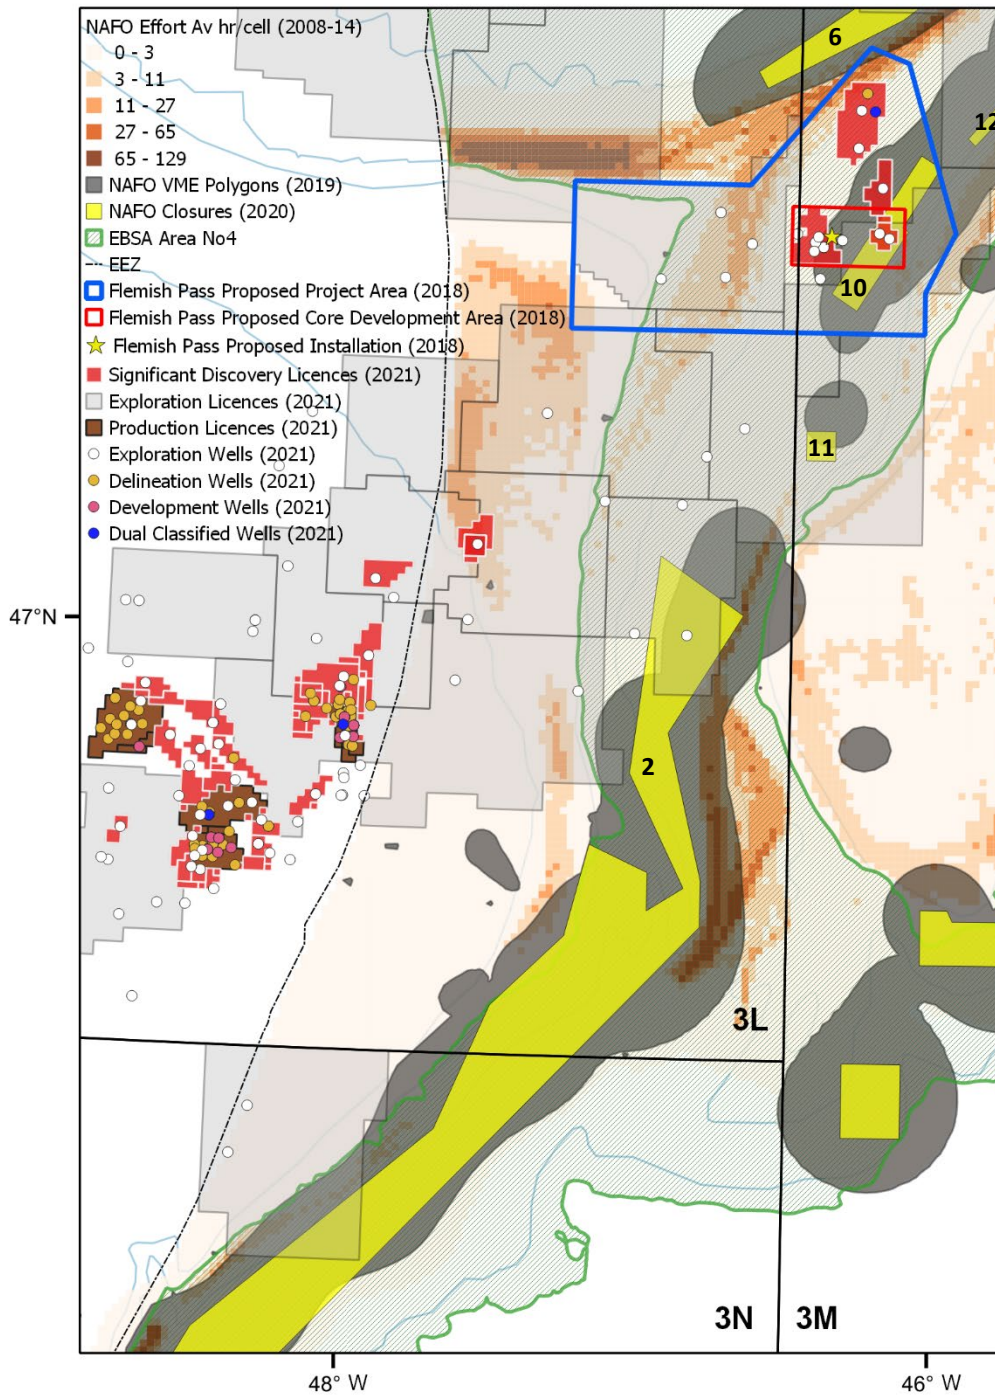 NAFO Effort Av hr/cell (2008-14)
0 - 3
3 - 11
11 - 27
27 - 65
65 - 129
NAFO VME Polygons (2019)
NAFO Closures (2020)
EBSA Area No4
EEZ
Flemish Pass Proposed Project Area (2018)
Flemish Pass Proposed Core Development Area (2018)
Flemish Pass Proposed Installation (2018)
Significant Discovery Licences (2021)
Exploration Licences (2021)
Production Licences (2021)
Exploration Wells (2021)
Delineation Wells (2021)
Development Wells (2021)
Dual Classified Wells (2021)
6
12
10
11
47°N
2
3L
3N
3M
48° W
46° W